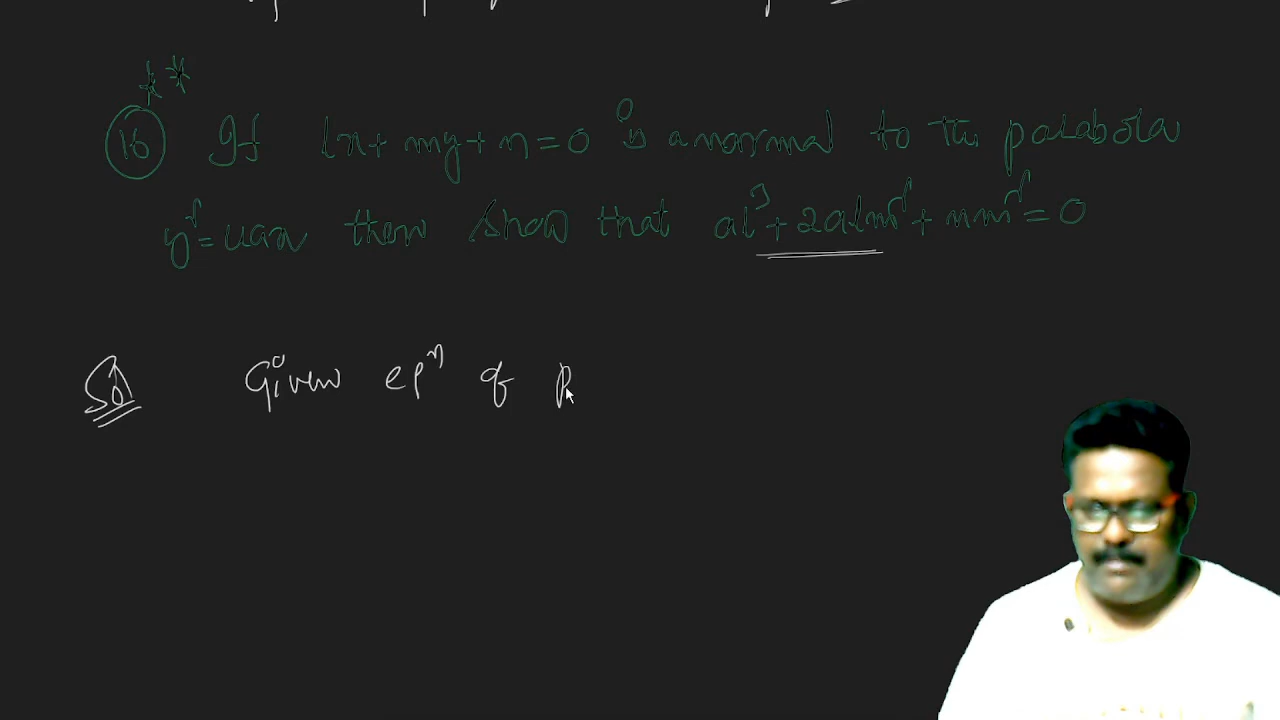 **
16 If lx + my + n = 0 is a normal to the parabola
y² = 4ax then show that al³ + 2alm² + nm² = 0
Sol Given eqⁿ of p